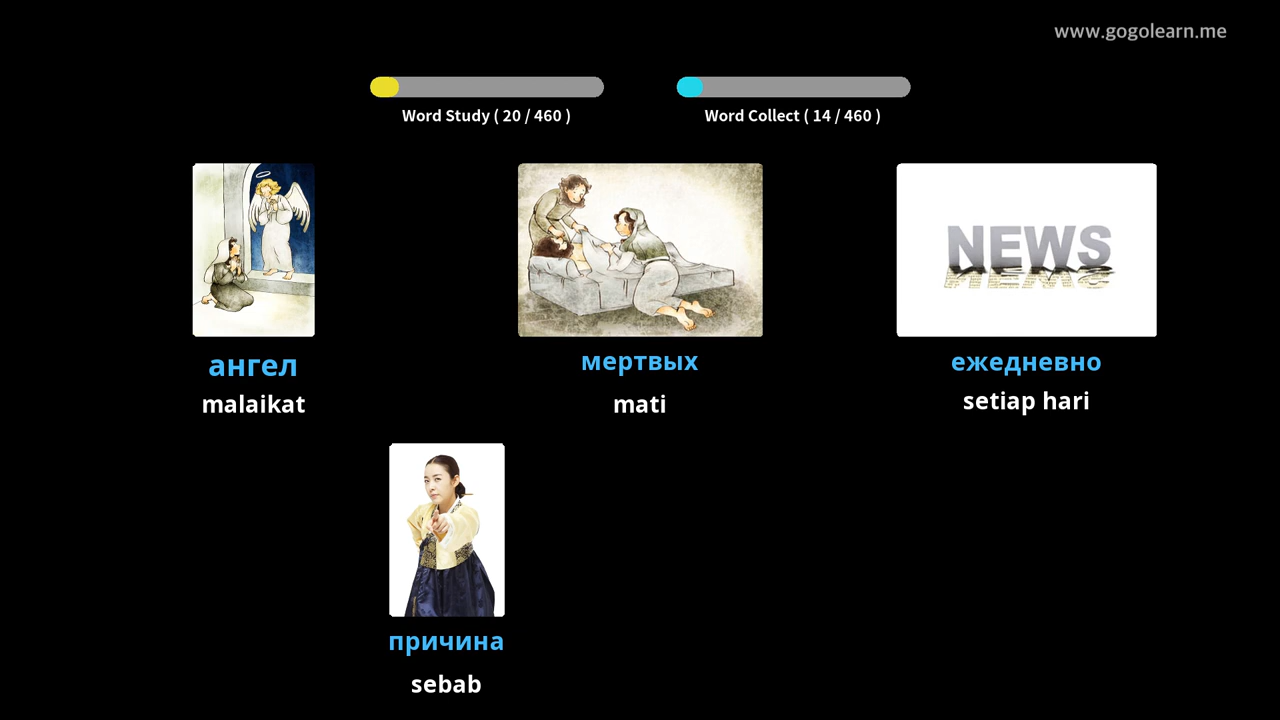 www.gogolearn.me
Word Study ( 20 / 460 )
Word Collect ( 14 / 460 )
NEWS
ангел
malaikat
мертвых
mati
ежедневно
setiap hari
причина
sebab